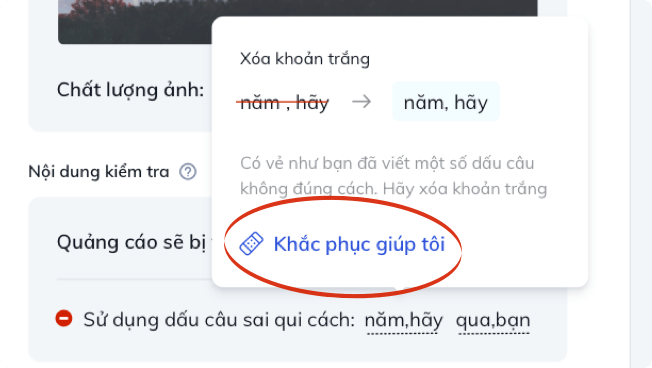 Xóa khoản trắng
năm , hãy → năm, hãy
Chất lượng ảnh:
Có vẻ như bạn đã viết một số dấu câu
không đúng cách. Hãy xóa khoản trắng
Nội dung kiểm tra
Quảng cáo sẽ bị
Khắc phục giúp tôi
Sử dụng dấu câu sai qui cách: năm,hãy qua,bạn